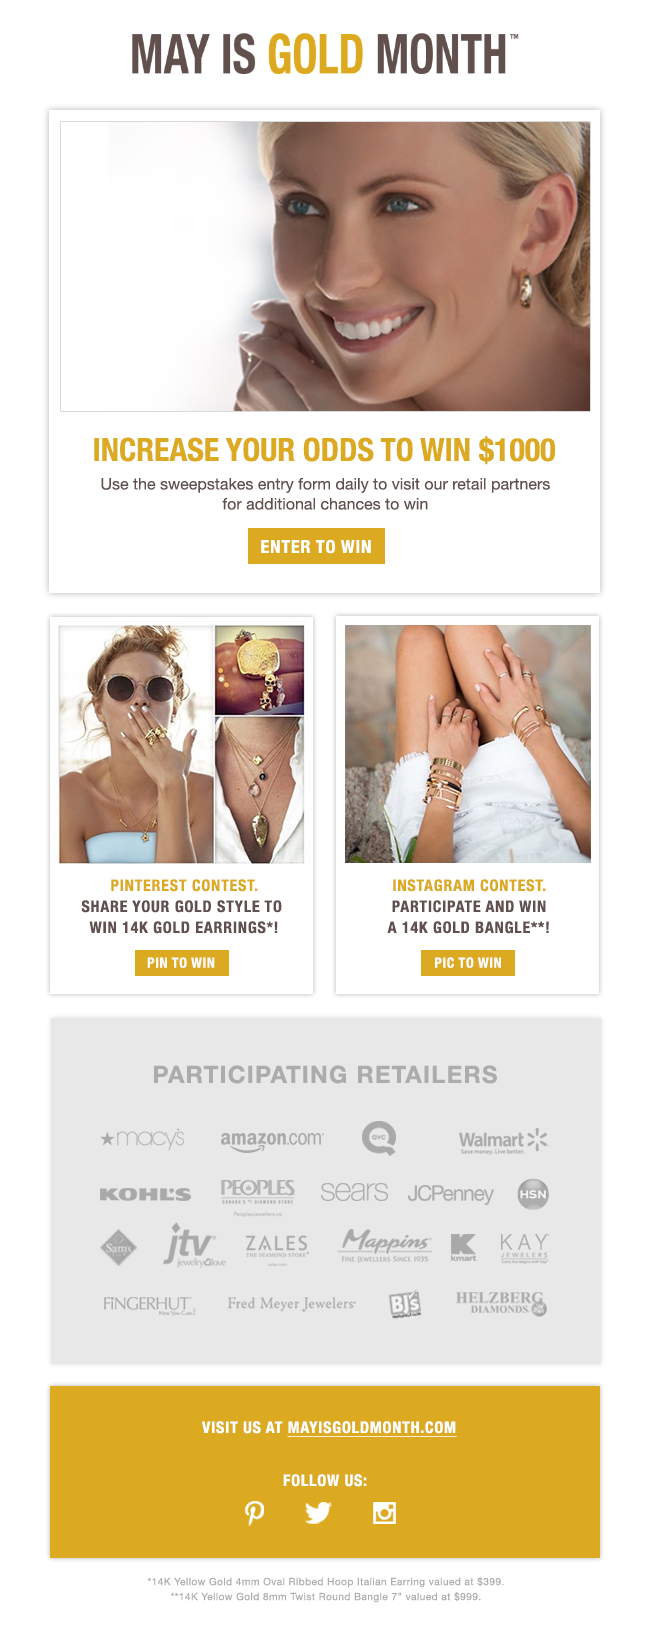 MAY IS GOLD MONTH™
INCREASE YOUR ODDS TO WIN $1000
Use the sweepstakes entry form daily to visit our retail partners
for additional chances to win
ENTER TO WIN
PINTEREST CONTEST.
SHARE YOUR GOLD STYLE TO
WIN 14K GOLD EARRINGS*!
PIN TO WIN
INSTAGRAM CONTEST.
PARTICIPATE AND WIN
A 14K GOLD BANGLE**!
PIC TO WIN
PARTICIPATING RETAILERS
★macy's
amazon.com
QVC
Walmart
Save money. Live better.
KOHL'S
PEOPLES
CANADA'S #1 DIAMOND STORE
PeoplesJewellers.ca
sears
JCPenney
HSN
Sam's
jtv
jewelry love
ZALES
THE DIAMOND STORE
Mappins
FINE JEWELLERS SINCE 1935
K
kmart
KAY
JEWELERS
FINGERHUT
Now You Can!
Fred Meyer Jewelers
BJ's
HELZBERG
DIAMONDS
VISIT US AT MAYISGOLDMONTH.COM
FOLLOW US:
*14K Yellow Gold 4mm Oval Ribbed Hoop Italian Earring valued at $399.
**14K Yellow Gold 8mm Twist Round Bangle 7" valued at $999.